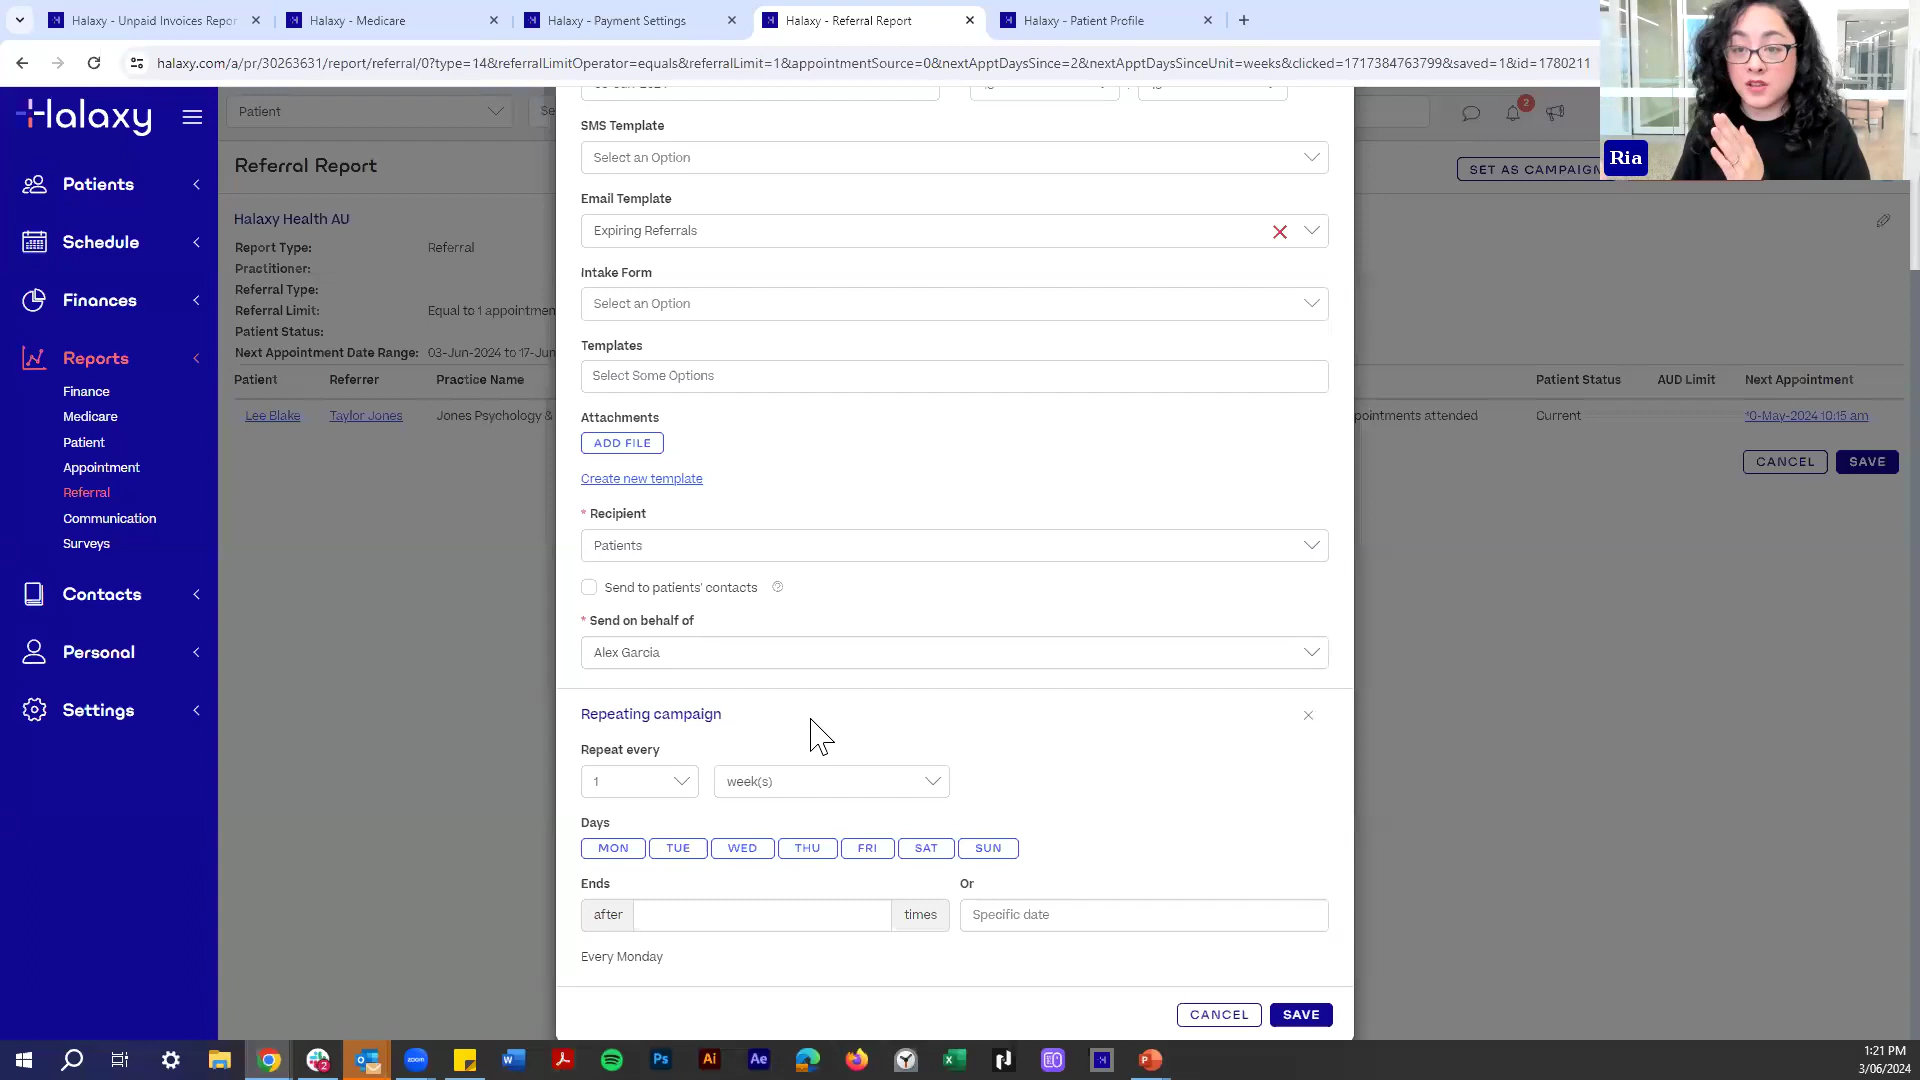 Halaxy - Unpaid Invoices Repor
Halaxy - Medicare
Halaxy - Payment Settings
Halaxy - Referral Report
Halaxy - Patient Profile
halaxy.com/a/pr/30263631/report/referral/0?type=14&referralLimitOperator=equals&referralLimit=1&appointmentSource=0&nextApptDaysSince=2&nextApptDaysSinceUnit=weeks&clicked=1717384763799&saved=1&id=1780211
Halaxy
Patients
Schedule
Finances
Reports
Finance
Medicare
Patient
Appointment
Referral
Communication
Surveys
Contacts
Personal
Settings
Patient
Se
2
Ria
Referral Report
SET AS CAMPAIGN
Halaxy Health AU
Report Type: Referral
Practitioner:
Referral Type:
Referral Limit: Equal to 1 appointmen
Patient Status:
Next Appointment Date Range: 03-Jun-2024 to 17-Jun
Patient Referrer Practice Name Patient Status AUD Limit Next Appointment
Lee Blake Taylor Jones Jones Psychology & pointments attended Current 10-May-2024 10:15 am
CANCEL SAVE
SMS Template
Select an Option
Email Template
Expiring Referrals
Intake Form
Select an Option
Templates
Select Some Options
Attachments
ADD FILE
Create new template
* Recipient
Patients
Send to patients' contacts
* Send on behalf of
Alex Garcia
Repeating campaign
Repeat every
1 week(s)
Days
MON TUE WED THU FRI SAT SUN
Ends Or
after times Specific date
Every Monday
CANCEL SAVE
1:21 PM
3/06/2024